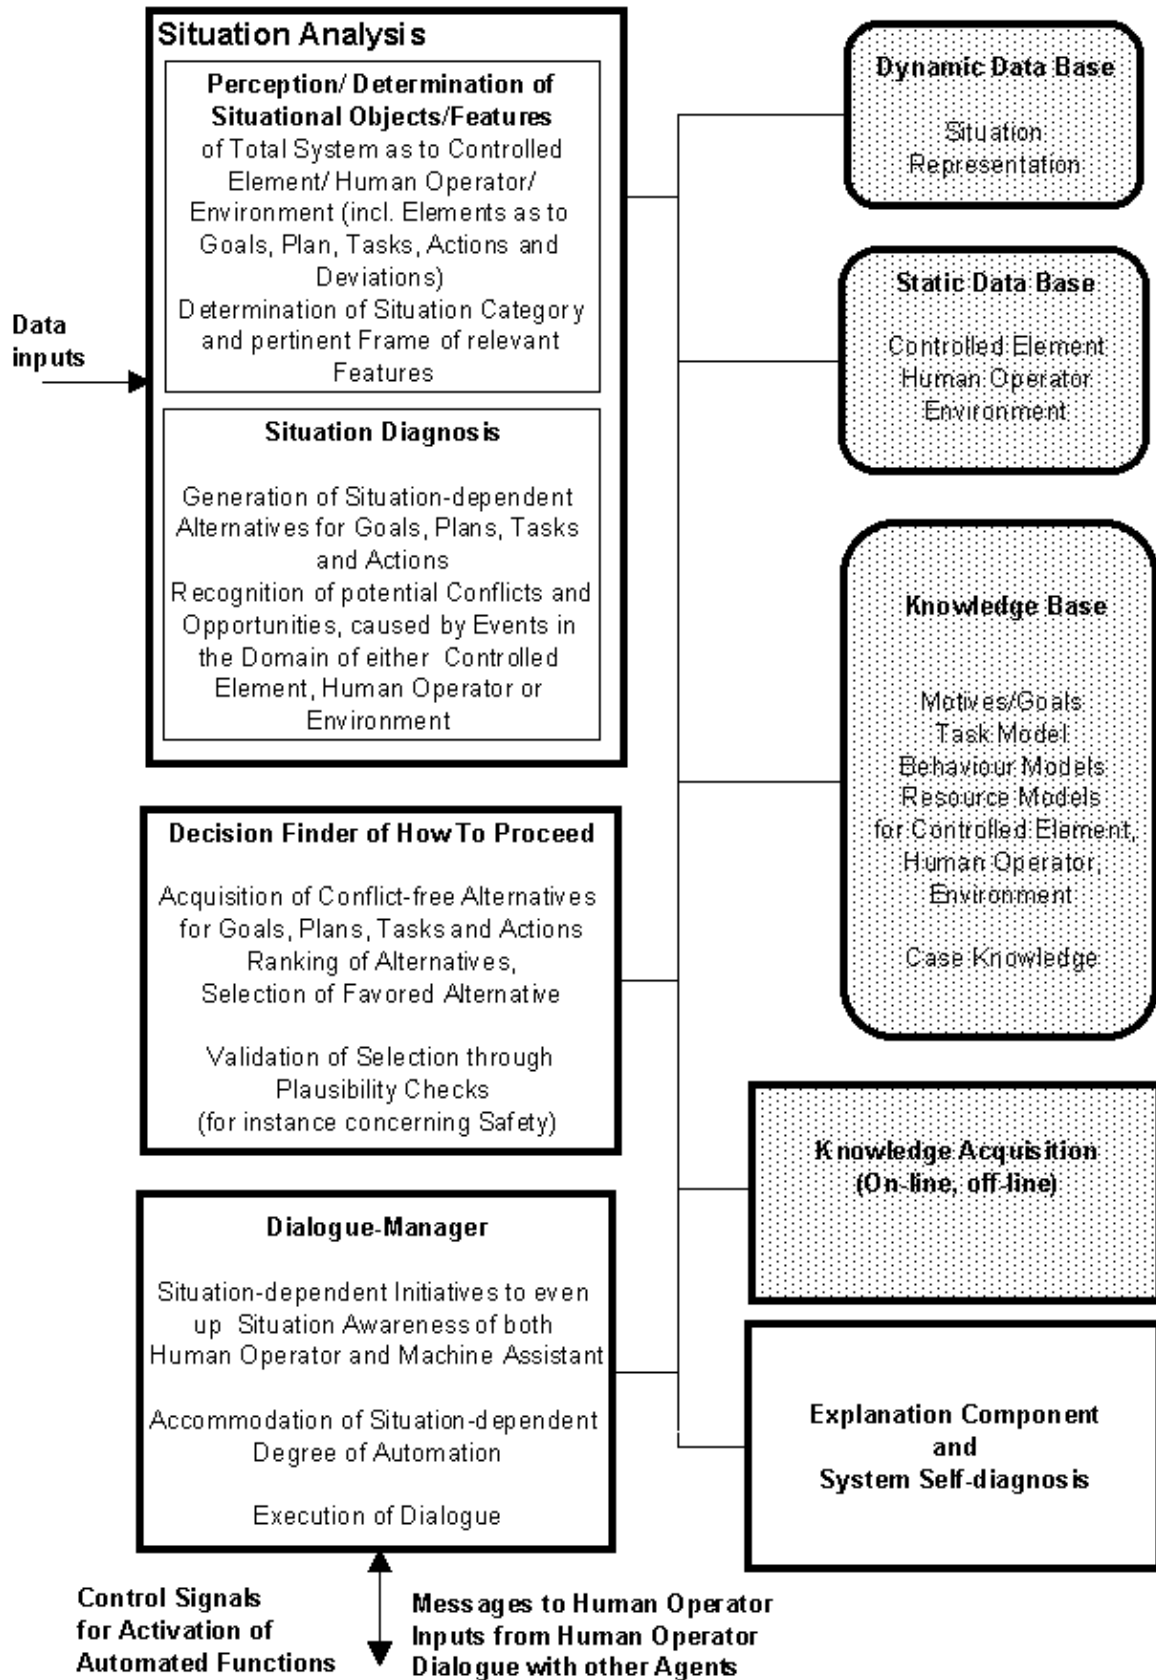 Situation Analysis
Perception/ Determination of
Situational Objects/Features
of Total System as to Controlled
Element/ Human Operator/
Environment (incl. Elements as to
Goals, Plan, Tasks, Actions and
Deviations)
Determination of Situation Category
and pertinent Frame of relevant
Features
Data
inputs
Situation Diagnosis
Generation of Situation-dependent
Alternatives for Goals, Plans, Tasks
and Actions
Recognition of potential Conflicts and
Opportunities, caused by Events in
the Domain of either Controlled
Element, Human Operator or
Environment
Decision Finder of How To Proceed
Acquisition of Conflict-free Alternatives
for Goals, Plans, Tasks and Actions
Ranking of Alternatives,
Selection of Favored Alternative
Validation of Selection through
Plausibility Checks
(for instance concerning Safety)
Dialogue-Manager
Situation-dependent Initiatives to even
up Situation Awareness of both
Human Operator and Machine Assistant
Accommodation of Situation-dependent
Degree of Automation
Execution of Dialogue
Control Signals
for Activation of
Automated Functions
Messages to Human Operator
Inputs from Human Operator
Dialogue with other Agents
Dynamic Data Base
Situation
Representation
Static Data Base
Controlled Element
Human Operator
Environment
Knowledge Base
Motives/Goals
Task Model
Behaviour Models
Resource Models
for Controlled Element,
Human Operator,
Environment
Case Knowledge
Knowledge Acquisition
(On-line, off-line)
Explanation Component
and
System Self-diagnosis